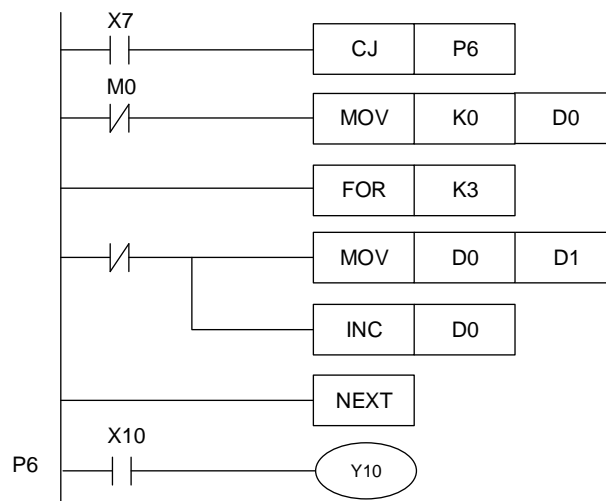 X7
CJ P6
M0
MOV K0 D0
FOR K3
MOV D0 D1
INC D0
NEXT
X10
P6 Y10